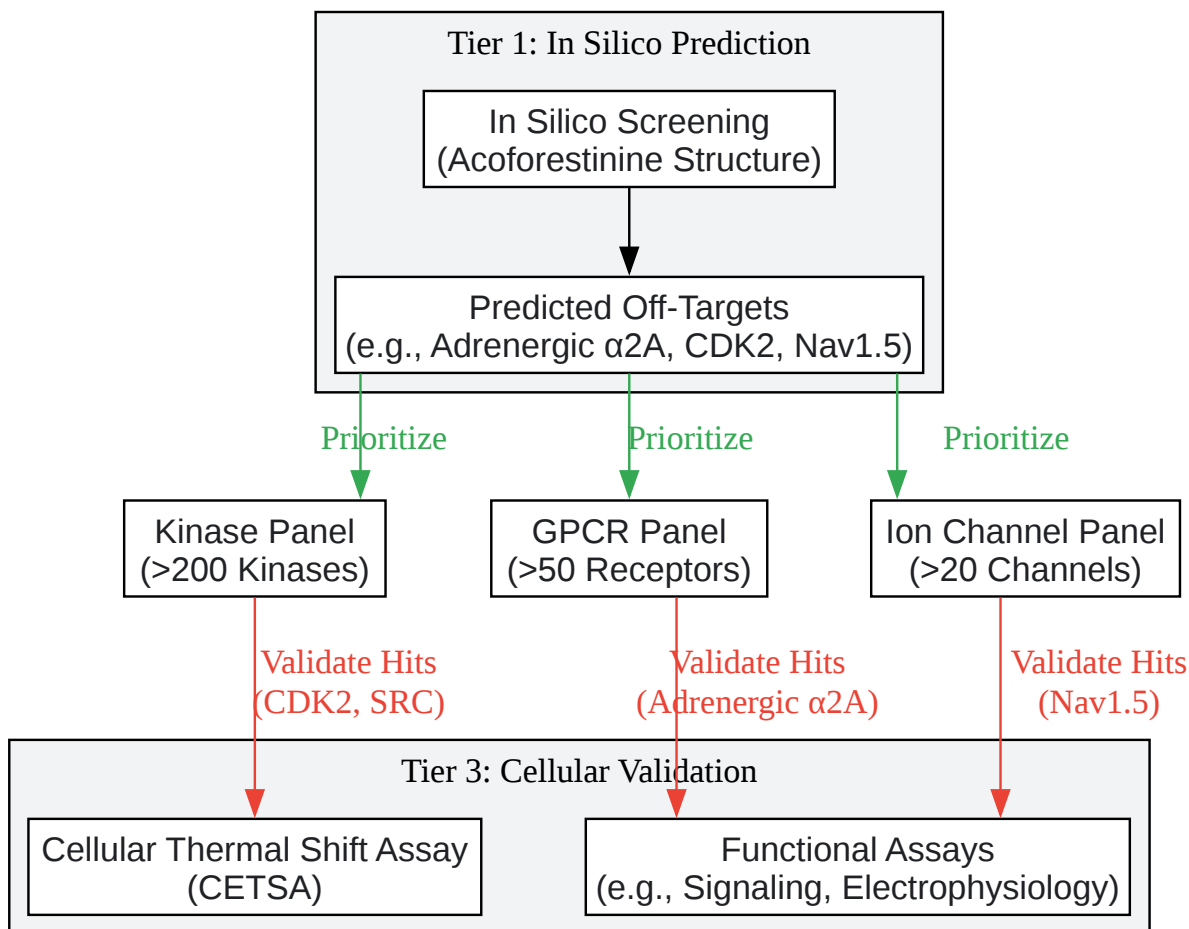 Tier 1: In Silico Prediction
In Silico Screening
(Acoforestinine Structure)
Predicted Off-Targets
(e.g., Adrenergic α2A, CDK2, Nav1.5)
Prioritize
Prioritize
Prioritize
Kinase Panel
(>200 Kinases)
GPCR Panel
(>50 Receptors)
Ion Channel Panel
(>20 Channels)
Validate Hits
(CDK2, SRC)
Validate Hits
(Adrenergic α2A)
Validate Hits
(Nav1.5)
Tier 3: Cellular Validation
Cellular Thermal Shift Assay
(CETSA)
Functional Assays
(e.g., Signaling, Electrophysiology)